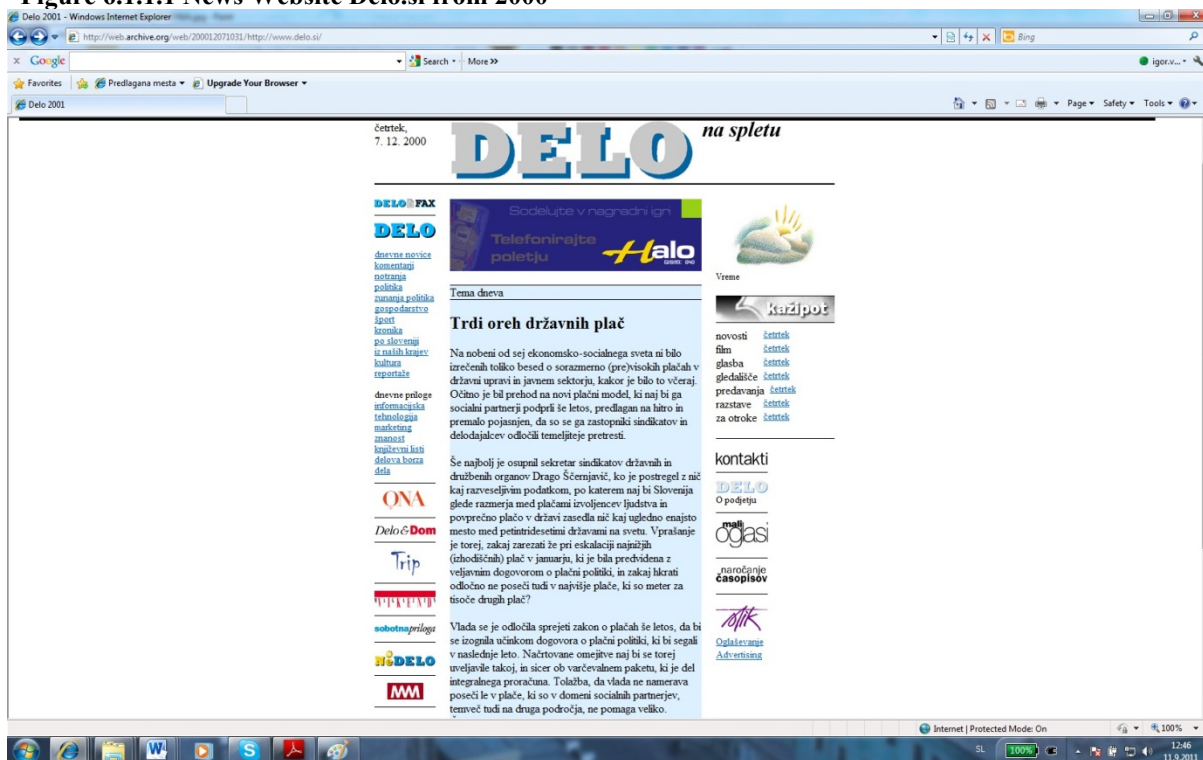 Figure 6.1.1.1 News Website Delo.si from 2000
Delo 2001 - Windows Internet Explorer
http://web.archive.org/web/200012071031/http://www.delo.si/
Bing
x Google
Search
More >>
igor.v...
Favorites
Predlagana mesta
Upgrade Your Browser
Delo 2001
Page
Safety
Tools
četrtek,
7. 12. 2000
DELO
na spletu
DELO FAX
DELO
dnevne novice
komentarji
notranja
politika
zunanja politika
gospodarstvo
šport
kronika
po sloveniji
iz naših krajev
kultura
reportaže
dnevne priloge
informacijska
tehnologija
marketing
znanost
književni listi
delova borza
dela
ONA
Delo & Dom
Trip
VIKEND
sobotnapriloga
NeDELO
MM
Sodelujte v nagradni igri
Telefonirajte
poletju
Halo
Tema dneva
Trdi oreh državnih plač
Na nobeni od sej ekonomsko-socialnega sveta ni bilo
izrečenih toliko besed o sorazmerno (pre)visokih plačah v
državni upravi in javnem sektorju, kakor je bilo to včeraj.
Očitno je bil prehod na novi plačni model, ki naj bi ga
socialni partnerji podprli še letos, predlagan na hitro in
premalo pojasnjen, da so se ga zastopniki sindikatov in
delodajalcev odločili temeljiteje pretresti.
Še najbolj je osupnil sekretar sindikatov državnih in
družbenih organov Drago Ščernjavič, ko je postregel z nič
kaj razveseljivim podatkom, po katerem naj bi Slovenija
glede razmerja med plačami izvoljencev ljudstva in
povprečno plačo v državi zasedla nič kaj ugledno enajsto
mesto med petintridesetimi državami na svetu. Vprašanje
je torej, zakaj zarezati že pri eskalaciji najnižjih
(izhodiščnih) plač v januarju, ki je bila predvidena z
veljavnim dogovorom o plačni politiki, in zakaj hkrati
odločno ne poseči tudi v najvišje plače, ki so meter za
tisoče drugih plač?
Vlada se je odločila sprejeti zakon o plačah še letos, da bi
se izognila učinkom dogovora o plačni politiki, ki bi segali
v naslednje leto. Načrtovane omejitve naj bi se torej
uveljavile takoj, in sicer ob varčevalnem paketu, ki je del
integralnega proračuna. Tolažba, da vlada ne namerava
poseči le v plače, ki so v domeni socialnih partnerjev,
temveč tudi na druga področja, ne pomaga veliko.
Vreme
kažipot
novosti četrtek
film četrtek
glasba četrtek
gledališče četrtek
predavanja četrtek
razstave četrtek
za otroke četrtek
kontakti
DELO
O podjetju
mali
oglasi
naročanje
časopisov
stik
Oglaševanje
Advertising
Internet | Protected Mode: On
100%
SL
100%
12:46
11.9.2011